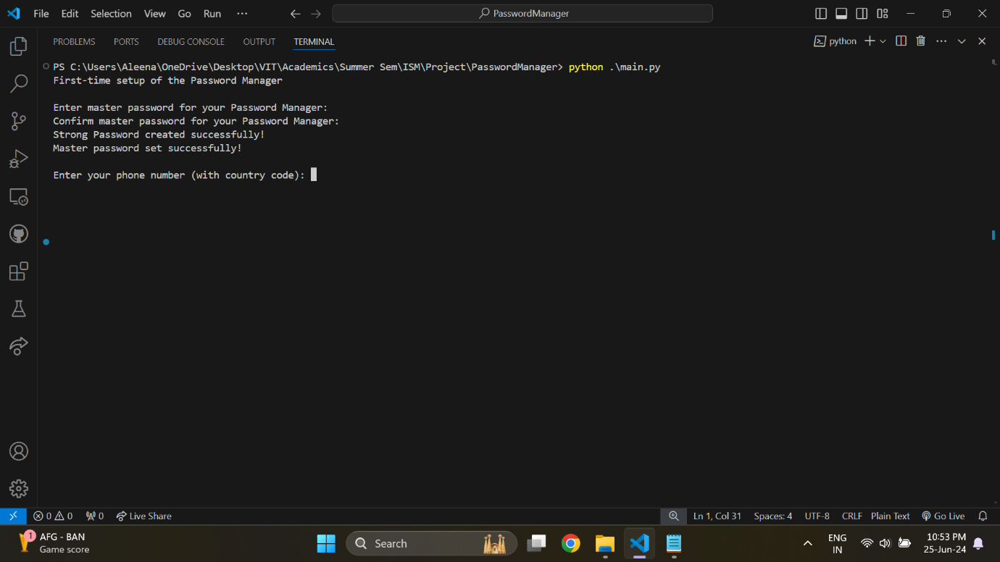 File Edit Selection View Go Run ···
PasswordManager
PROBLEMS PORTS DEBUG CONSOLE OUTPUT TERMINAL
python
PS C:\Users\Aleena\OneDrive\Desktop\VIT\Academics\Summer Sem\ISM\Project\PasswordManager> python .\main.py
First-time setup of the Password Manager
Enter master password for your Password Manager:
Confirm master password for your Password Manager:
Strong Password created successfully!
Master password set successfully!
Enter your phone number (with country code):
0 0 0 Live Share
Ln 1, Col 31 Spaces: 4 UTF-8 CRLF Plain Text Go Live
1
AFG - BAN
Game score
Search
ENG
IN
10:53 PM
25-Jun-24